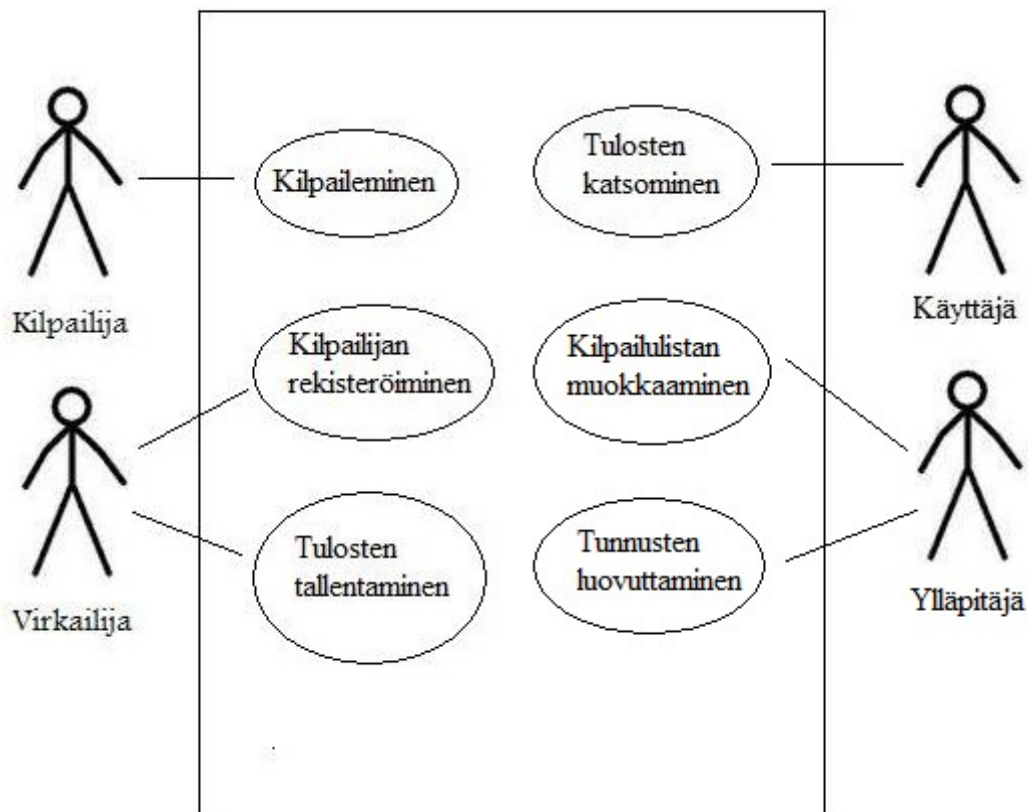 Kilpaileminen
Tulosten
katsominen
Kilpailija
Käyttäjä
Kilpailijan
rekisteröiminen
Kilpailulistan
muokkaaminen
Tulosten
tallentaminen
Tunnusten
luovuttaminen
Virkailija
Ylläpitäjä